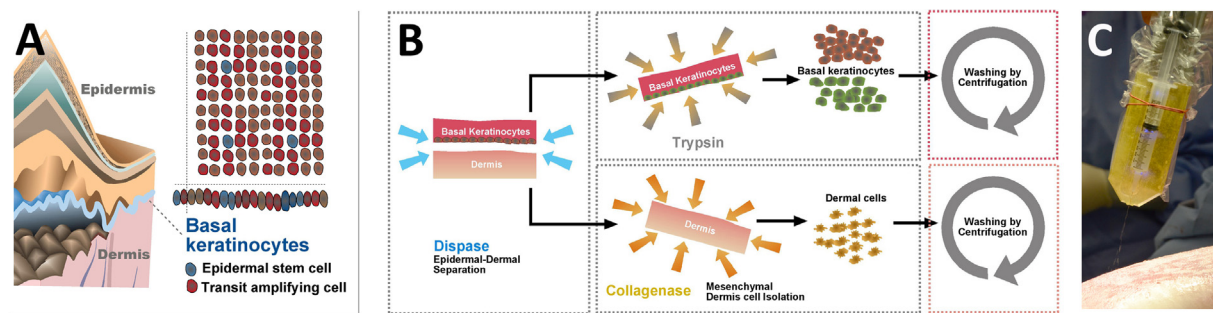 A
Epidermis
Dermis
Basal
keratinocytes
Epidermal stem cell
Transit amplifying cell
B
Basal Keratinocytes
Dermis
Dispase
Epidermal-Dermal
Separation
Basal Keratinocytes
Trypsin
Basal keratinocytes
Washing by
Centrifugation
Dermis
Collagenase
Mesenchymal
Dermis cell Isolation
Dermal cells
Washing by
Centrifugation
C